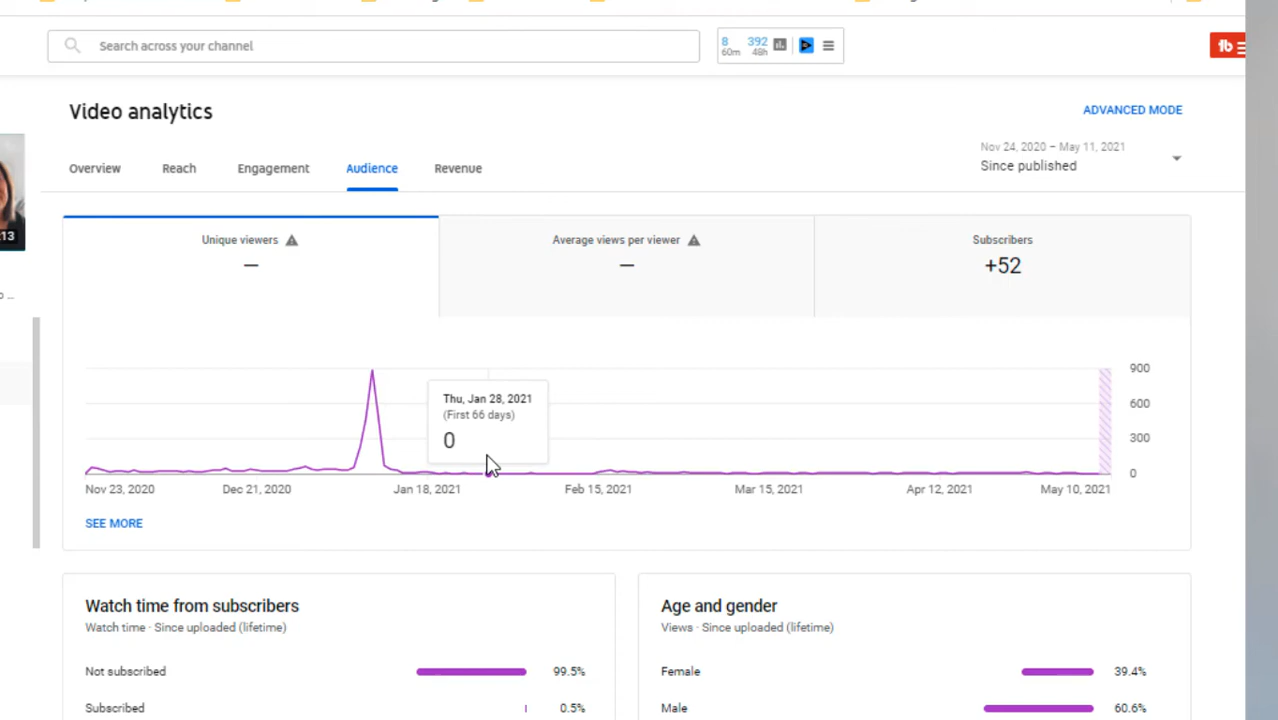 Search across your channel
8
60m
392
48h
Video analytics
ADVANCED MODE
Nov 24, 2020 – May 11, 2021
Since published
Overview
Reach
Engagement
Audience
Revenue
:13
Unique viewers
—
Average views per viewer
—
Subscribers
+52
Thu, Jan 28, 2021
(First 66 days)
0
900
600
300
0
Nov 23, 2020
Dec 21, 2020
Jan 18, 2021
Feb 15, 2021
Mar 15, 2021
Apr 12, 2021
May 10, 2021
SEE MORE
Watch time from subscribers
Watch time · Since uploaded (lifetime)
Not subscribed
99.5%
Subscribed
0.5%
Age and gender
Views · Since uploaded (lifetime)
Female
39.4%
Male
60.6%